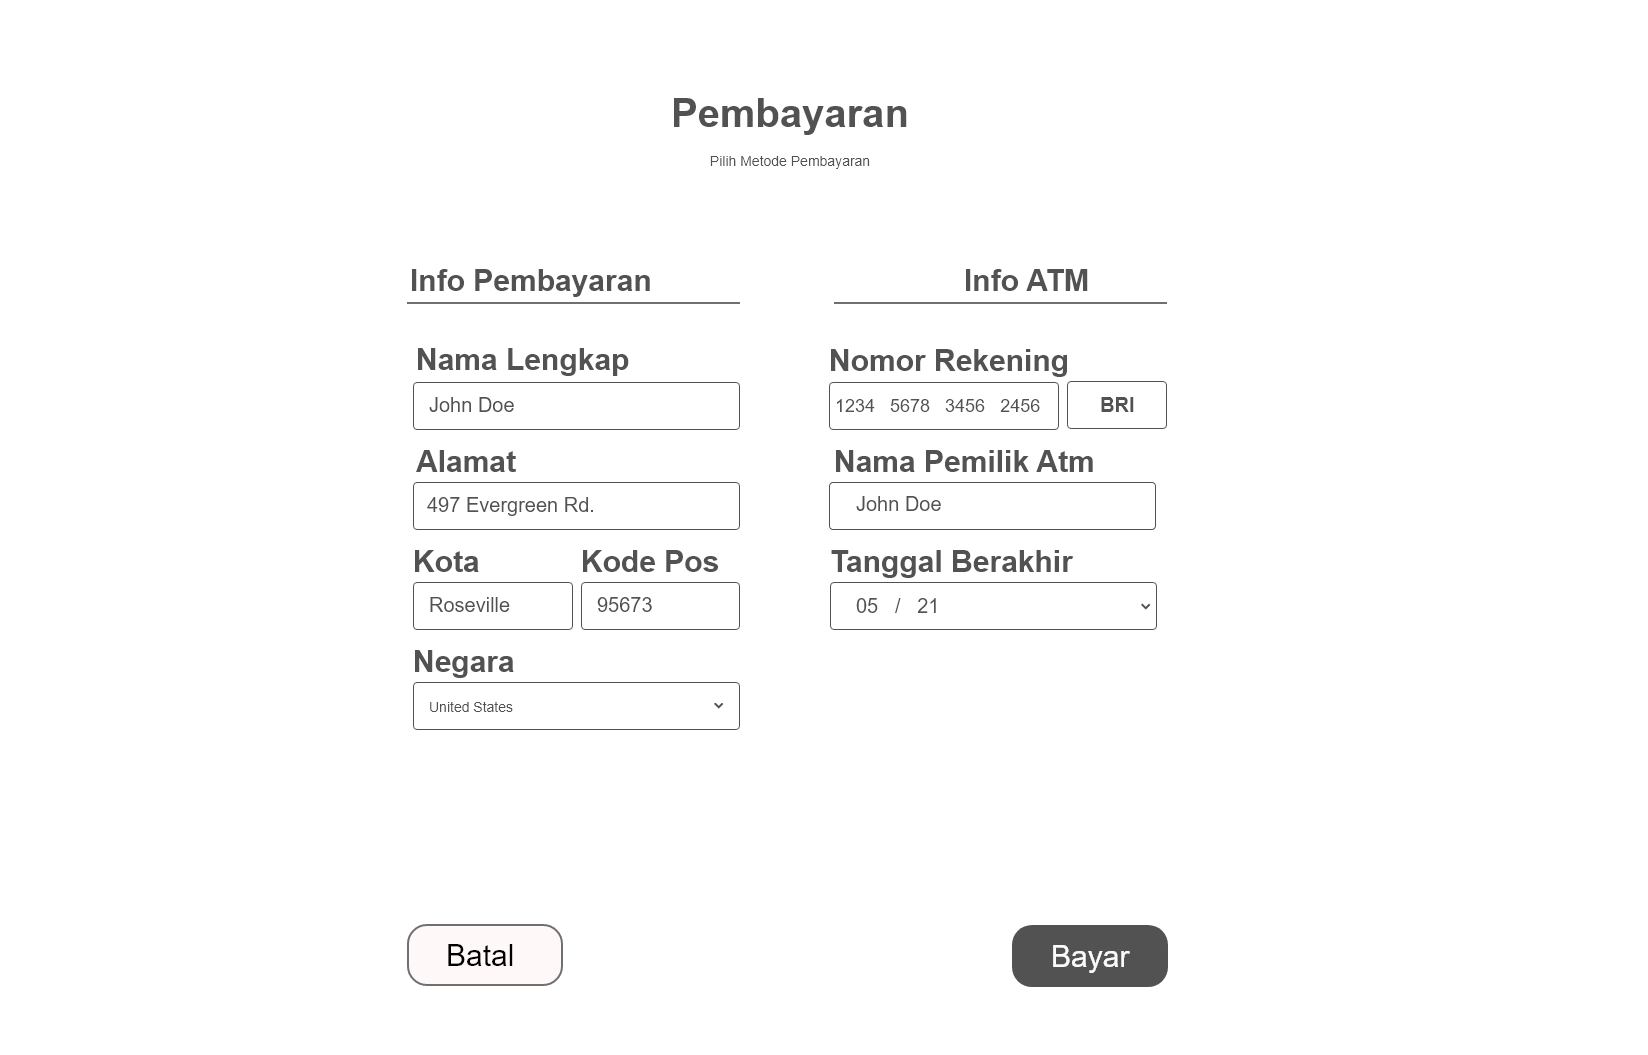 Pembayaran
Pilih Metode Pembayaran
Info Pembayaran
Nama Lengkap
John Doe
Alamat
497 Evergreen Rd.
Kota
Kode Pos
Roseville
95673
Negara
United States
Info ATM
Nomor Rekening
1234 5678 3456 2456
BRI
Nama Pemilik Atm
John Doe
Tanggal Berakhir
05 / 21
Batal
Bayar